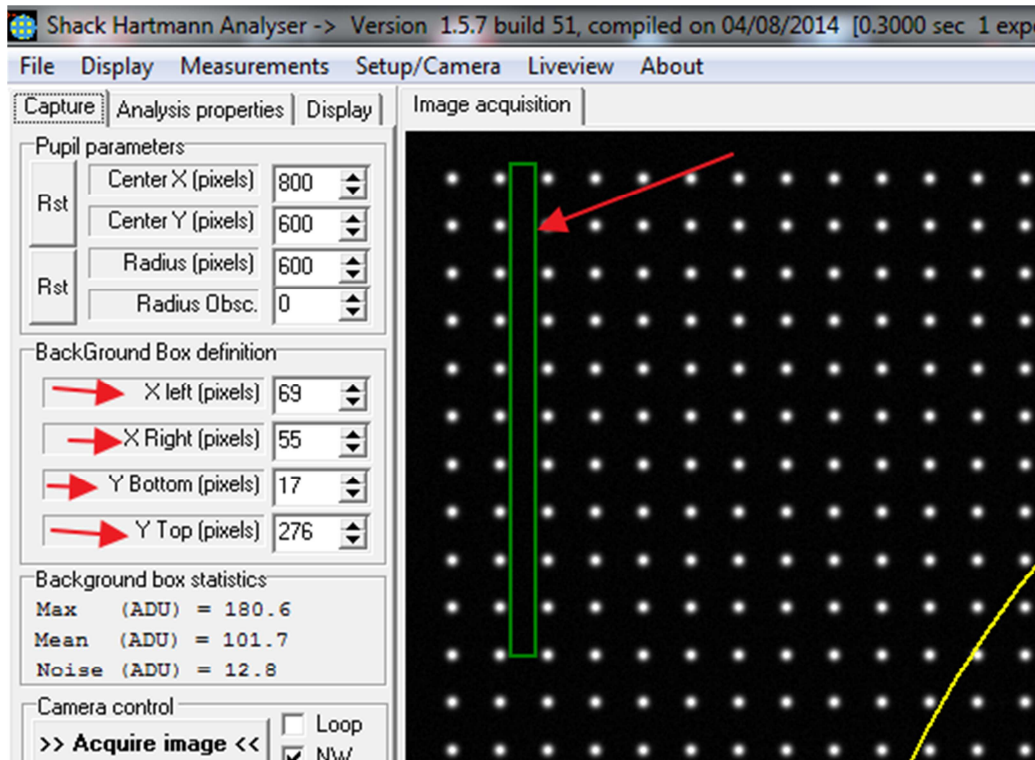 Shack Hartmann Analyser -> Version 1.5.7 build 51, compiled on 04/08/2014 [0.3000 sec 1 expo
File Display Measurements Setup/Camera Liveview About
Capture Analysis properties Display
Image acquisition
Pupil parameters
Rst
Center X (pixels) 800
Center Y (pixels) 600
Rst
Radius (pixels) 600
Radius Obsc. 0
BackGround Box definition
X left (pixels) 69
X Right (pixels) 55
Y Bottom (pixels) 17
Y Top (pixels) 276
Background box statistics
Max (ADU) = 180.6
Mean (ADU) = 101.7
Noise (ADU) = 12.8
Camera control
>> Acquire image <<
Loop
NW